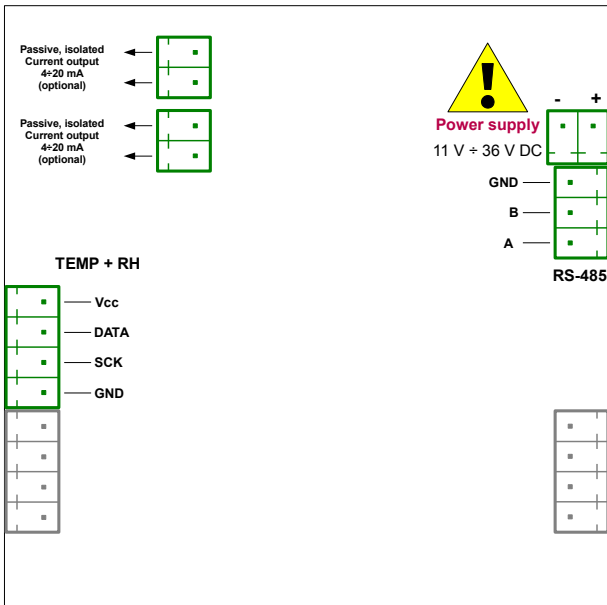 Passive, isolated
Current output
4÷20 mA
(optional)
Passive, isolated
Current output
4÷20 mA
(optional)
- +
Power supply
11 V ÷ 36 V DC
GND
B
A
RS-485
TEMP + RH
Vcc
DATA
SCK
GND